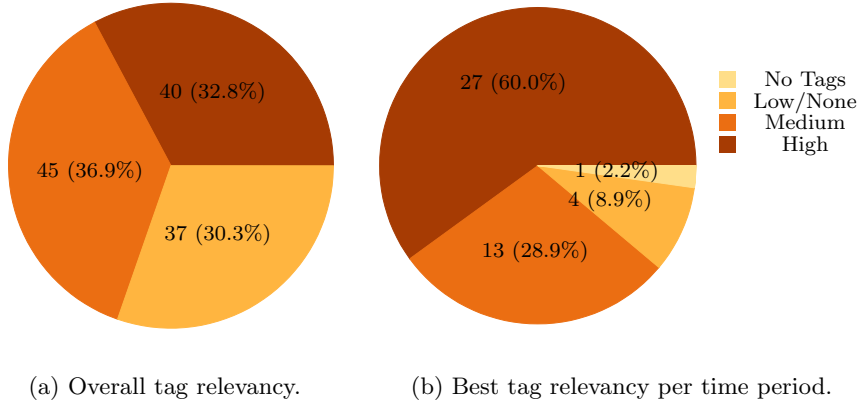 40 (32.8%)
45 (36.9%)
37 (30.3%)
27 (60.0%)
1 (2.2%)
4 (8.9%)
13 (28.9%)
No Tags
Low/None
Medium
High
(a) Overall tag relevancy.
(b) Best tag relevancy per time period.